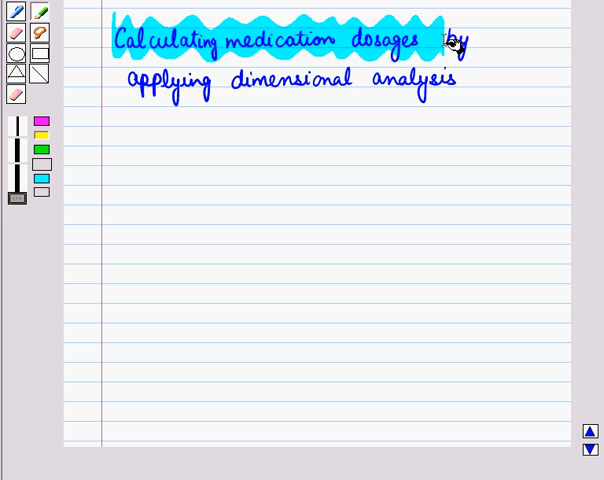 Calculating medication dosages by
applying dimensional analysis